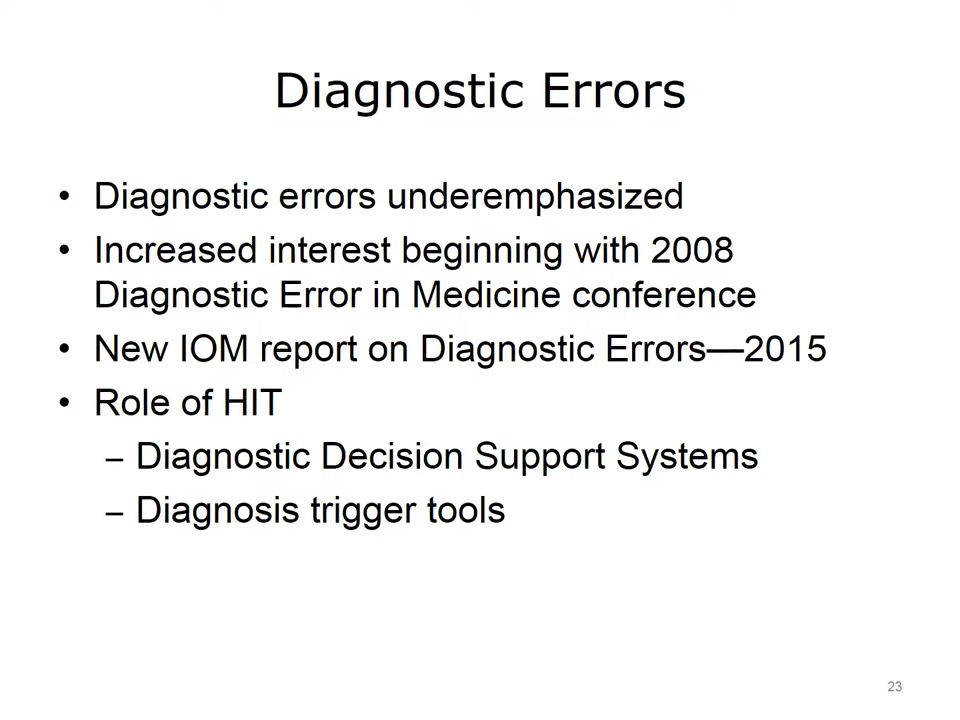 Diagnostic Errors
• Diagnostic errors underemphasized
• Increased interest beginning with 2008
Diagnostic Error in Medicine conference
• New IOM report on Diagnostic Errors—2015
• Role of HIT
– Diagnostic Decision Support Systems
– Diagnosis trigger tools
23